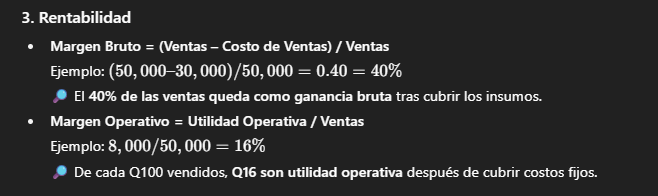 3. Rentabilidad
• Margen Bruto = (Ventas – Costo de Ventas) / Ventas
Ejemplo: (50,000–30,000)/50,000 = 0.40 = 40%
🔎 El 40% de las ventas queda como ganancia bruta tras cubrir los insumos.
• Margen Operativo = Utilidad Operativa / Ventas
Ejemplo: 8,000/50,000 = 16%
🔎 De cada Q100 vendidos, Q16 son utilidad operativa después de cubrir costos fijos.